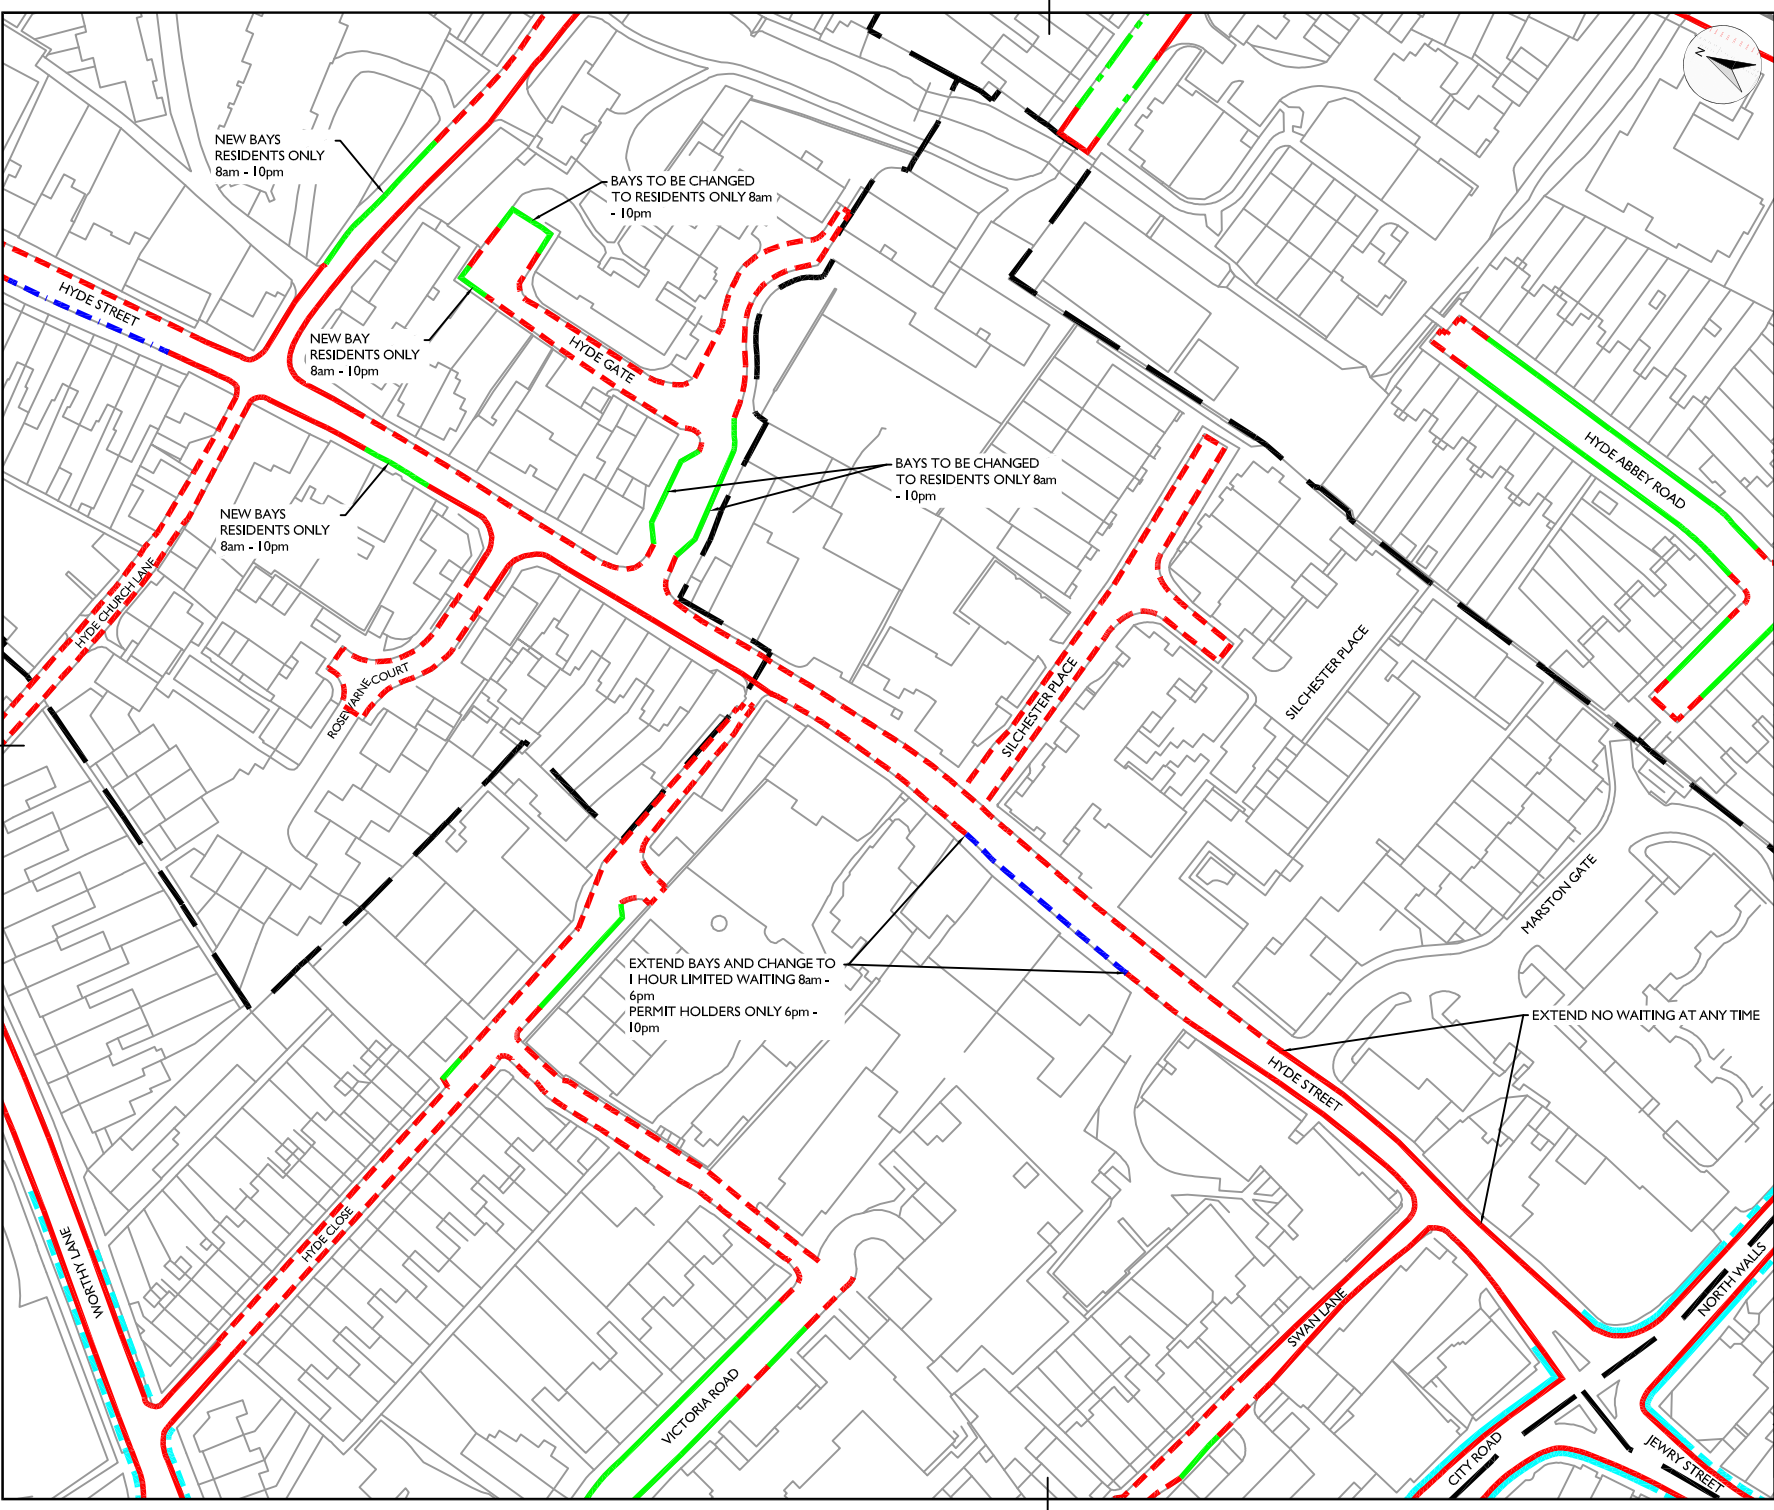 N
NEW BAYS
RESIDENTS ONLY
8am - 10pm
BAYS TO BE CHANGED
TO RESIDENTS ONLY 8am
- 10pm
HYDE STREET
NEW BAY
RESIDENTS ONLY
8am - 10pm
HYDE GATE
BAYS TO BE CHANGED
TO RESIDENTS ONLY 8am
- 10pm
HYDE ABBEY ROAD
NEW BAYS
RESIDENTS ONLY
8am - 10pm
HYDE CHURCH LANE
ROSEWARNE COURT
SILCHESTER PLACE
SILCHESTER PLACE
MARSTON GATE
EXTEND BAYS AND CHANGE TO
1 HOUR LIMITED WAITING 8am -
6pm
PERMIT HOLDERS ONLY 6pm -
10pm
EXTEND NO WAITING AT ANY TIME
HYDE STREET
HYDE CLOSE
WORTHY LANE
NORTH WALLS
SWAN LANE
VICTORIA ROAD
CITY ROAD
JEWRY STREET